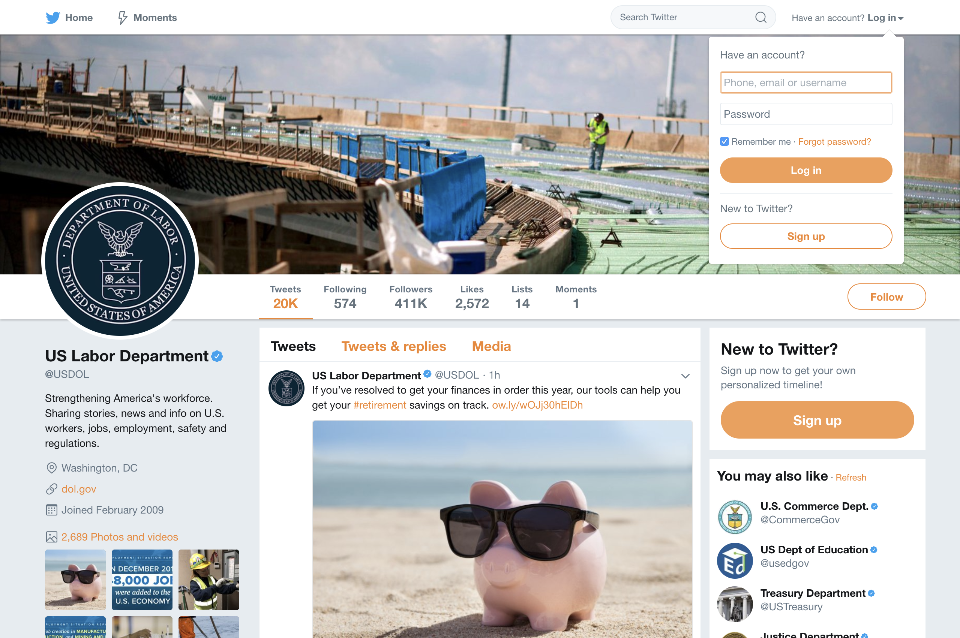 Home
Moments
Search Twitter
Have an account? Log in
Have an account?
Phone, email or username
Password
Remember me · Forgot password?
Log in
New to Twitter?
Sign up
DEPARTMENT OF LABOR
UNITED STATES OF AMERICA
Tweets
20K
Following
574
Followers
411K
Likes
2,572
Lists
14
Moments
1
Follow
US Labor Department
@USDOL
Strengthening America's workforce.
Sharing stories, news and info on U.S.
workers, jobs, employment, safety and
regulations.
Washington, DC
dol.gov
Joined February 2009
2,689 Photos and videos
N DECEMBER 201
8,000 JO
were added to the
U.S. ECONOMY
Tweets
Tweets & replies
Media
US Labor Department @USDOL · 1h
If you've resolved to get your finances in order this year, our tools can help you
get your #retirement savings on track. ow.ly/wOJj30hElDh
New to Twitter?
Sign up now to get your own
personalized timeline!
Sign up
You may also like · Refresh
U.S. Commerce Dept.
@CommerceGov
Ed
US Dept of Education
@usedgov
Treasury Department
@USTreasury
Justice Department